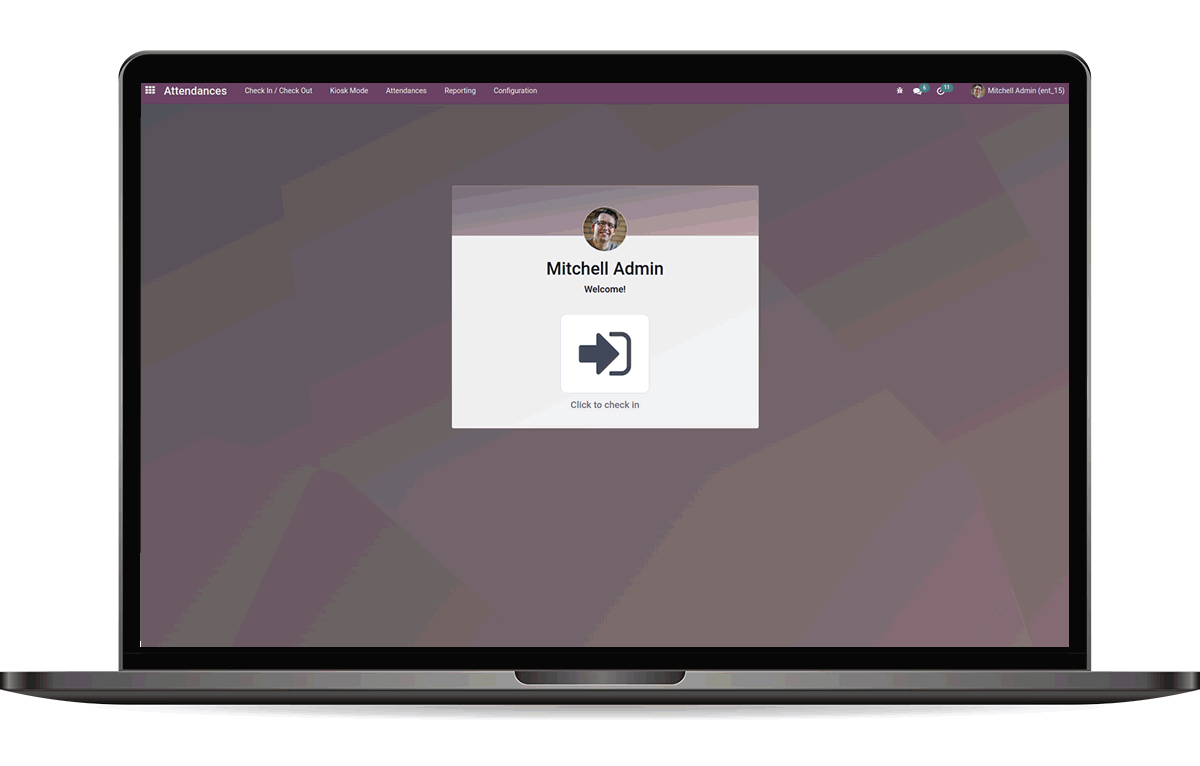 Attendances Check In / Check Out Kiosk Mode Attendances Reporting Configuration 6 11 Mitchell Admin (ent_15)
Mitchell Admin
Welcome!
Click to check in